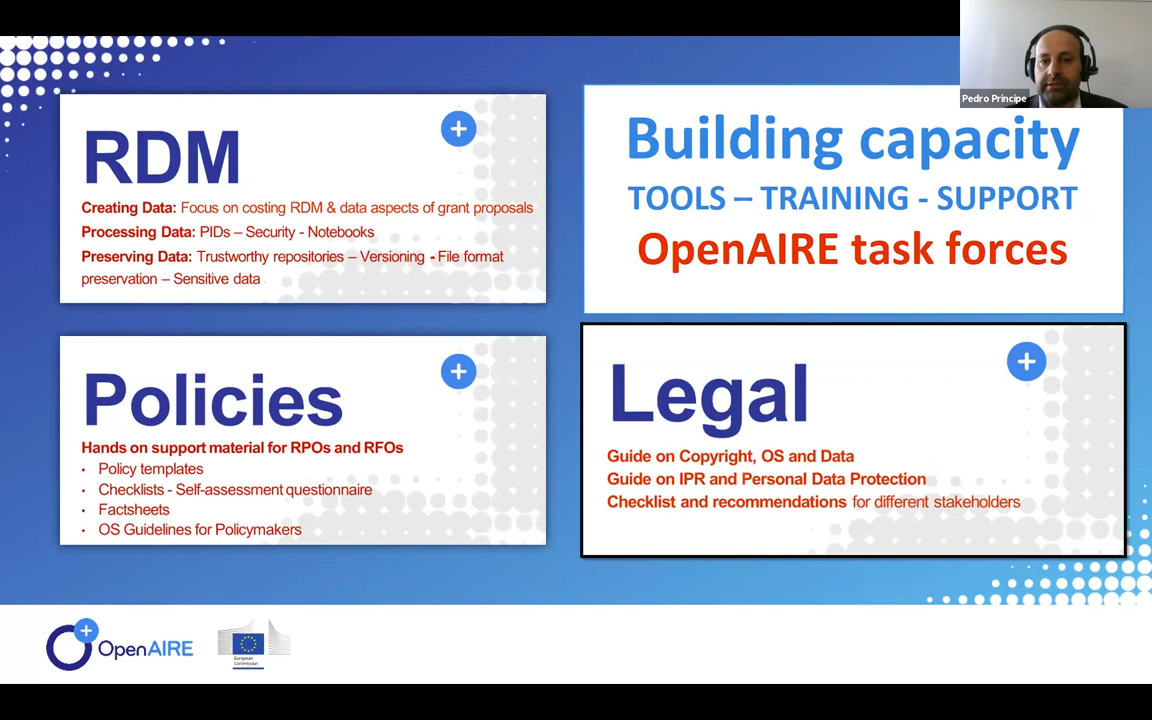 Pedro Principe
RDM
Creating Data: Focus on costing RDM & data aspects of grant proposals
Processing Data: PIDs – Security - Notebooks
Preserving Data: Trustworthy repositories – Versioning - File format
preservation – Sensitive data
Building capacity
TOOLS – TRAINING - SUPPORT
OpenAIRE task forces
Policies
Hands on support material for RPOs and RFOs
• Policy templates
• Checklists - Self-assessment questionnaire
• Factsheets
• OS Guidelines for Policymakers
Legal
Guide on Copyright, OS and Data
Guide on IPR and Personal Data Protection
Checklist and recommendations for different stakeholders
OpenAIRE
European
Commission